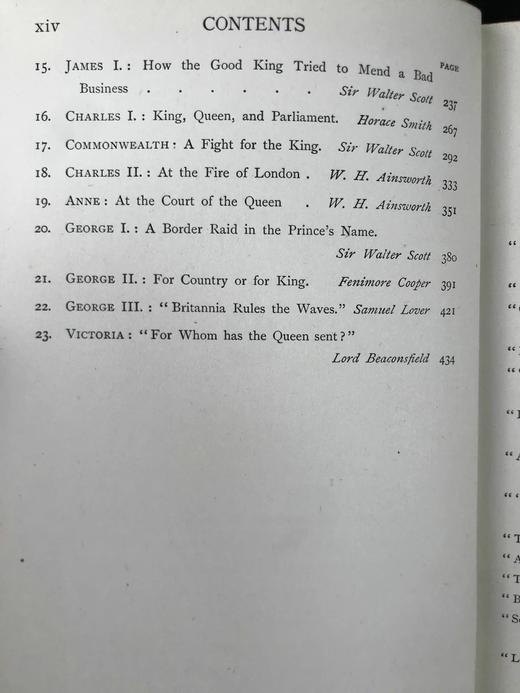 xiv CONTENTS
PAGE
15. JAMES I.: How the Good King Tried to Mend a Bad
Business . . . . . . Sir Walter Scott 237
16. CHARLES I.: King, Queen, and Parliament. Horace Smith 267
17. COMMONWEALTH: A Fight for the King. Sir Walter Scott 292
18. CHARLES II.: At the Fire of London . W. H. Ainsworth 333
19. ANNE: At the Court of the Queen . W. H. Ainsworth 351
20. GEORGE I.: A Border Raid in the Prince's Name.
Sir Walter Scott 380
21. GEORGE II.: For Country or for King. Fenimore Cooper 391
22. GEORGE III.: "Britannia Rules the Waves." Samuel Lover 421
23. VICTORIA: "For Whom has the Queen sent?"
Lord Beaconsfield 434